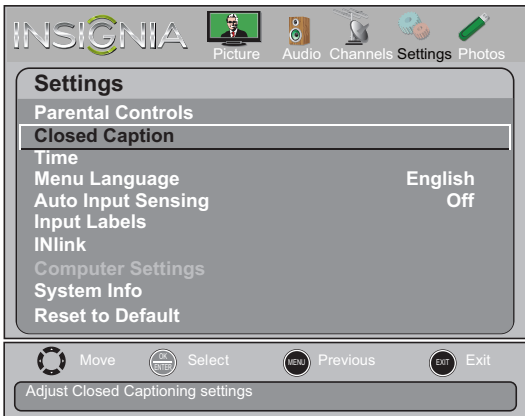 INSIGNIA
Picture Audio Channels Settings Photos
Settings
Parental Controls
Closed Caption
Time
Menu Language English
Auto Input Sensing Off
Input Labels
INlink
Computer Settings
System Info
Reset to Default
Move OK ENTER Select MENU Previous EXIT Exit
Adjust Closed Captioning settings